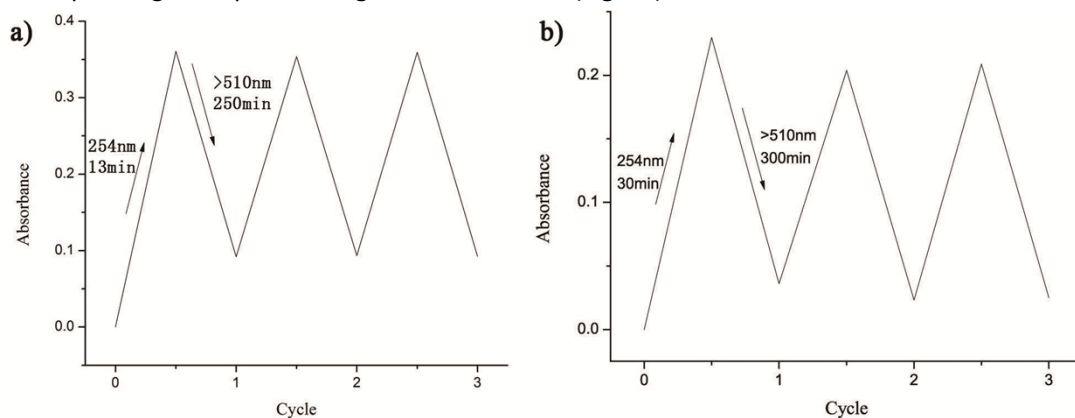 a)
0.4
0.3
0.2
0.1
0.0
Absorbance
254nm
13min
>510nm
250min
0
1
2
3
Cycle
b)
0.2
0.1
0.0
Absorbance
254nm
30min
>510nm
300min
0
1
2
3
Cycle